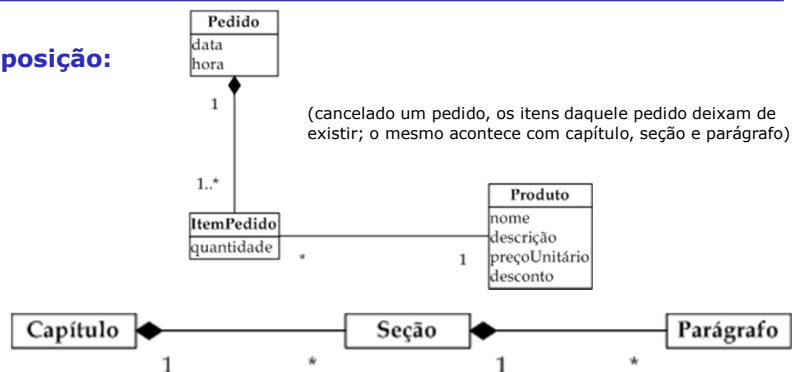 posição:
Pedido
data
hora
1
(cancelado um pedido, os itens daquele pedido deixam de
existir; o mesmo acontece com capítulo, seção e parágrafo)
1..*
ItemPedido
quantidade
*
1
Produto
nome
descrição
preçoUnitário
desconto
Capítulo
Seção
Parágrafo
1
*
1
*